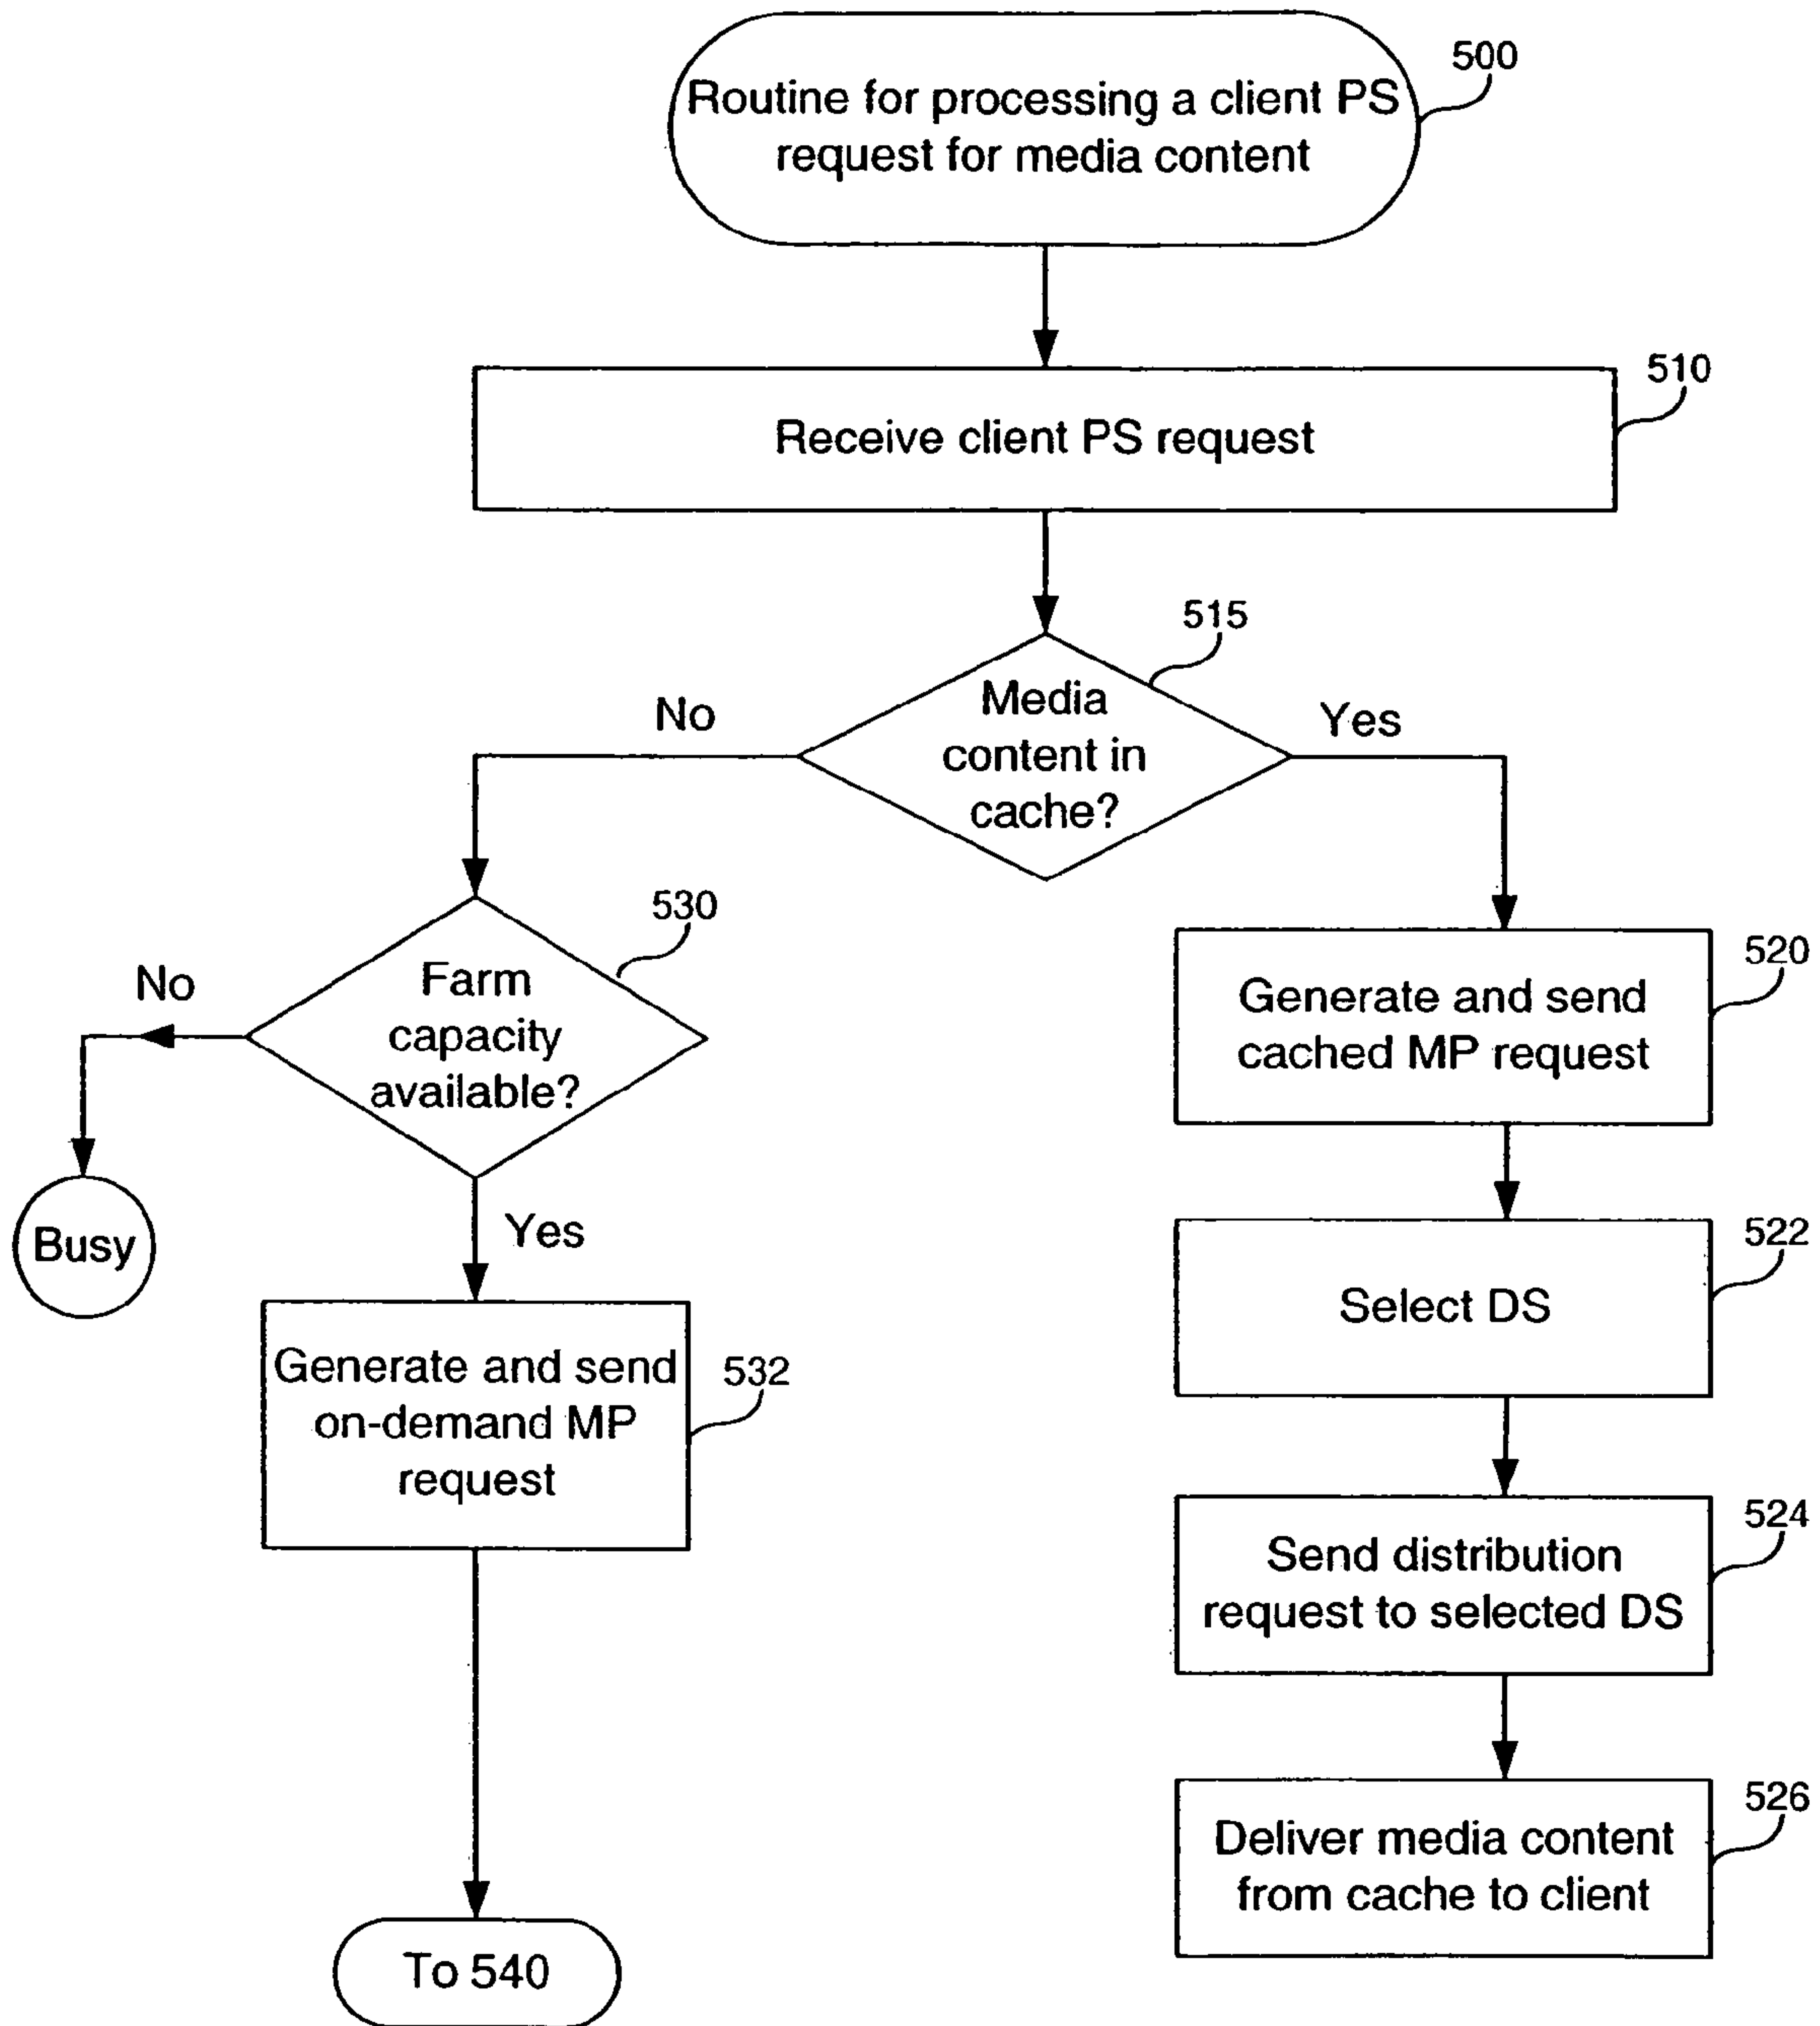 500
Routine for processing a client PS
request for media content
510
Receive client PS request
515
Media
content in
cache?
No
Yes
530
Farm
capacity
available?
No
Busy
Yes
532
Generate and send
on-demand MP
request
To 540
520
Generate and send
cached MP request
522
Select DS
524
Send distribution
request to selected DS
526
Deliver media content
from cache to client